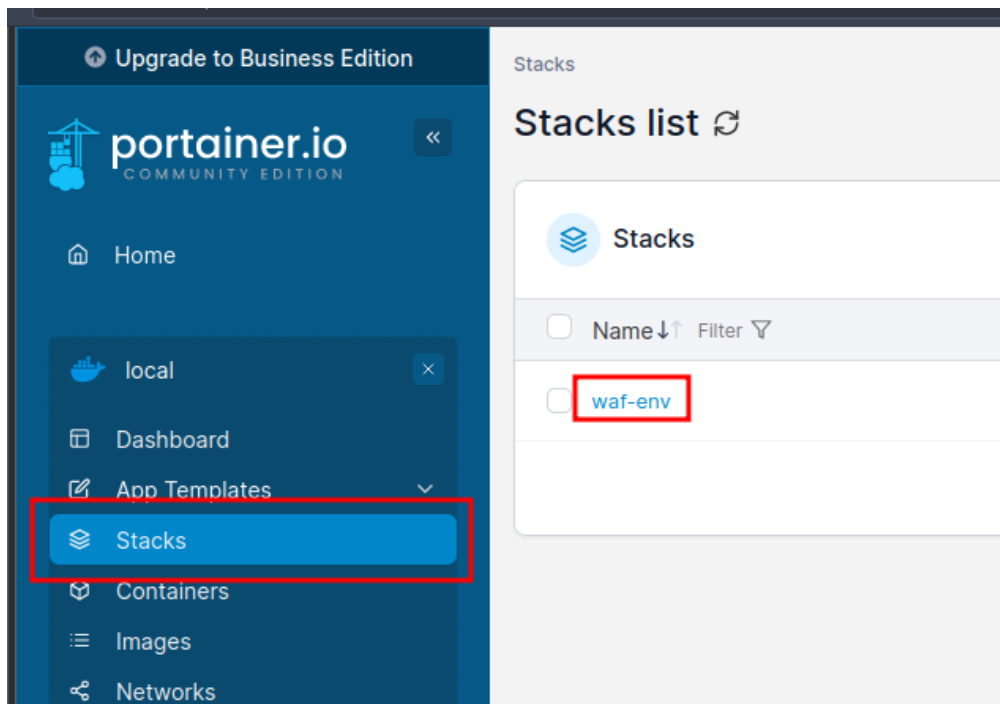 Upgrade to Business Edition
portainer.io
COMMUNITY EDITION
Home
local
Dashboard
App Templates
Stacks
Containers
Images
Networks
Stacks
Stacks list
Stacks
Name Filter
waf-env